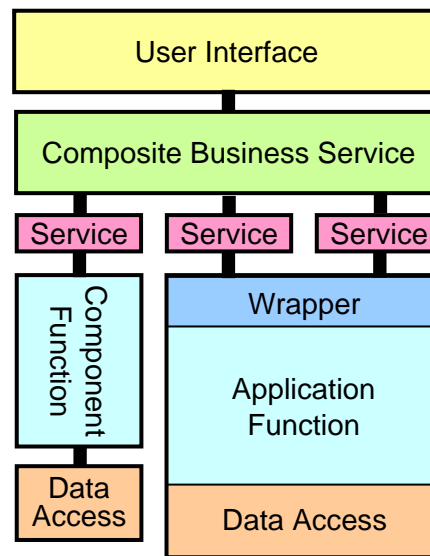 User Interface
Composite Business Service
Service
Service
Service
Component
Function
Data
Access
Wrapper
Application
Function
Data Access